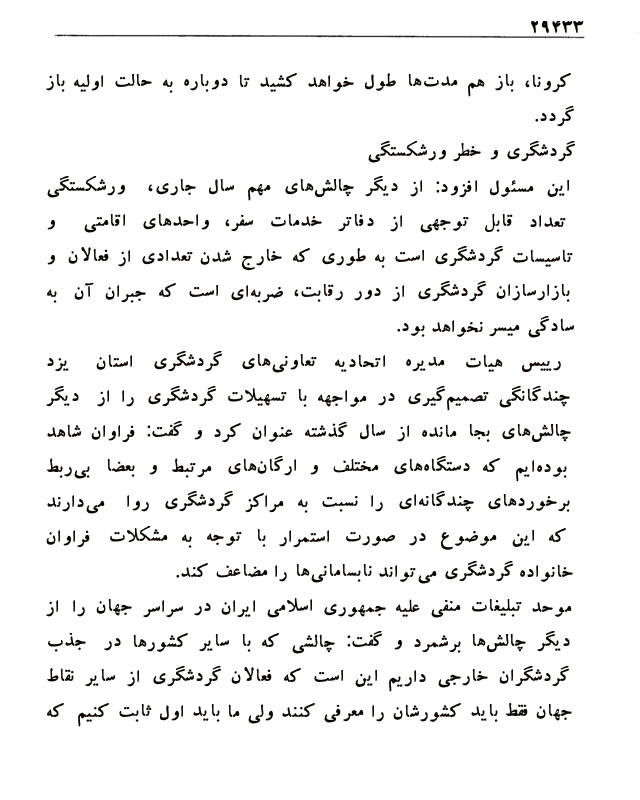 ۲۹۴۳۳
کرونا، باز هم مدت‌ها طول خواهد کشید تا دوباره به حالت اولیه باز
گردد.
گردشگری و خطر ورشکستگی
این مسئول افزود: از دیگر چالش‌های مهم سال جاری، ورشکستگی
تعداد قابل توجهی از دفاتر خدمات سفر، واحدهای اقامتی و
تاسیسات گردشگری است به طوری که خارج شدن تعدادی از فعالان و
بازارسازان گردشگری از دور رقابت، ضربه‌ای است که جبران آن به
سادگی میسر نخواهد بود.
رییس هیات مدیره اتحادیه تعاونی‌های گردشگری استان یزد
چندگانگی تصمیم‌گیری در مواجهه با تسهیلات گردشگری را از دیگر
چالش‌های بجا مانده از سال گذشته عنوان کرد و گفت: فراوان شاهد
بوده‌ایم که دستگاه‌های مختلف و ارگان‌های مرتبط و بعضا بی‌ربط
برخوردهای چندگانه‌ای را نسبت به مراکز گردشگری روا می‌دارند
که این موضوع در صورت استمرار با توجه به مشکلات فراوان
خانواده گردشگری می‌تواند نابسامانی‌ها را مضاعف کند.
موحد تبلیغات منفی علیه جمهوری اسلامی ایران در سراسر جهان را از
دیگر چالش‌ها برشمرد و گفت: چالشی که با سایر کشورها در جذب
گردشگران خارجی داریم این است که فعالان گردشگری از سایر نقاط
جهان فقط باید کشورشان را معرفی کنند ولی ما باید اول ثابت کنیم که